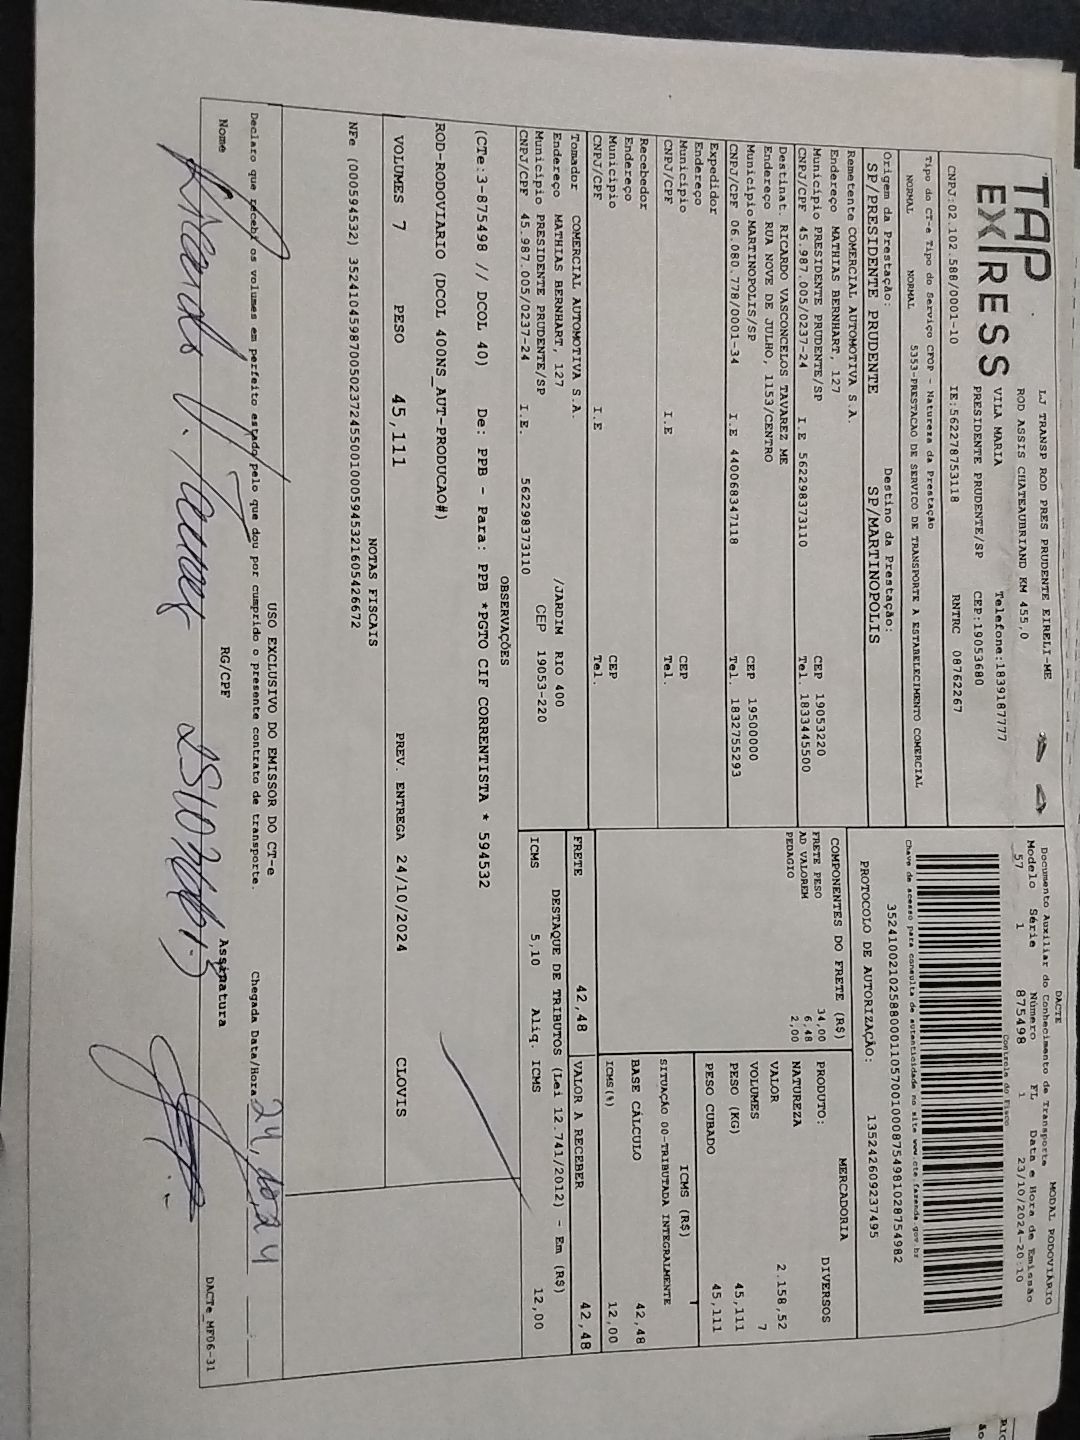 TAP
EXPRESS
LJ TRANSP ROD PRES PRUDENTE EIRELI-ME
ROD ASSIS CHATEAUBRIAND KM 455,0
VILA MARIA Telefone:1839187777
PRESIDENTE PRUDENTE/SP CEP:19053680
CNPJ:02.102.588/0001-10 IE:562278753118 RNTRC 08762267
DACTE MODAL RODOVIÁRIO
Documento Auxiliar do Conhecimento de Transporte
Modelo Série Número FL Data e Hora de Emissão
57 1 875498 1 23/10/2024-20:10
Controle do Fisco
Tipo do CT-e Tipo do Serviço CFOP - Natureza da Prestação
NORMAL NORMAL 5353-PRESTACAO DE SERVICO DE TRANSPORTE A ESTABELECIMENTO COMERCIAL
Chave de acesso para consulta de autenticidade no site www.cte.fazenda.gov.br
35241002102588000110570010008754981028754982
PROTOCOLO DE AUTORIZAÇÃO: 135242609237495
Origem da Prestação: Destino da Prestação:
SP/PRESIDENTE PRUDENTE SP/MARTINOPOLIS
Remetente COMERCIAL AUTOMOTIVA S.A.
Endereço MATHIAS BERNHART, 127
Município PRESIDENTE PRUDENTE/SP CEP 19053220
CNPJ/CPF 45.987.005/0237-24 I.E 562298373110 Tel. 1833445500
Destinat. RICARDO VASCONCELOS TAVAREZ ME
Endereço RUA NOVE DE JULHO, 1153/CENTRO
Município MARTINOPOLIS/SP CEP 19500000
CNPJ/CPF 06.080.778/0001-34 I.E 440068347118 Tel. 1832755293
Expedidor
Endereço
Município CEP
CNPJ/CPF I.E Tel.
Recebedor
Endereço
Município CEP
CNPJ/CPF I.E Tel.
Tomador COMERCIAL AUTOMOTIVA S.A.
Endereço MATHIAS BERNHART, 127 /JARDIM RIO 400
Município PRESIDENTE PRUDENTE/SP CEP 19053-220
CNPJ/CPF 45.987.005/0237-24 I.E. 562298373110
COMPONENTES DO FRETE (R$)
FRETE PESO 34,00
AD VALOREM 6,48
PEDAGIO 2,00
MERCADORIA
PRODUTO: DIVERSOS
NATUREZA
VALOR 2.158,52
VOLUMES 7
PESO (KG) 45,111
PESO CUBADO 45,111
ICMS (R$)
SITUAÇÃO 00-TRIBUTADA INTEGRALMENTE
BASE CÁLCULO 42,48
ICMS(%) 12,00
FRETE 42,48 VALOR A RECEBER 42,48
DESTAQUE DE TRIBUTOS (Lei 12.741/2012) - Em (R$)
ICMS 5,10 Aliq. ICMS 12,00
OBSERVAÇÕES
(CTe:3-875498 // DCOL 40) De: PPB - Para: PPB *PGTO CIF CORRENTISTA * 594532
ROD-RODOVIARIO (DCOL 400NS_AUT-PRODUCAO#)
VOLUMES 7 PESO 45,111 PREV. ENTREGA 24/10/2024 CLOVIS
NOTAS FISCAIS
NFe (000594532) 35241045987005023724550010005945321605426672
USO EXCLUSIVO DO EMISSOR DO CT-e
Declaro que recebi os volumes em perfeito estado pelo que dou por cumprido o presente contrato de transporte. Chegada Data/Hora 24,10,24
Nome RG/CPF Assinatura
Ricardo V. Tavarez
DACTe_MF06-31